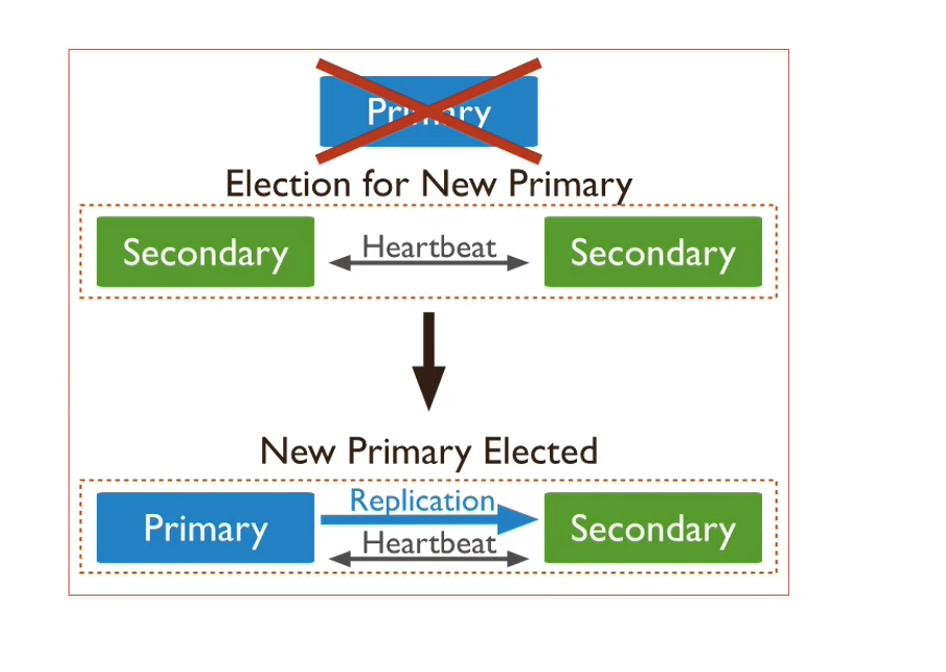 Primary
Election for New Primary
Secondary
Heartbeat
Secondary
New Primary Elected
Primary
Replication
Heartbeat
Secondary